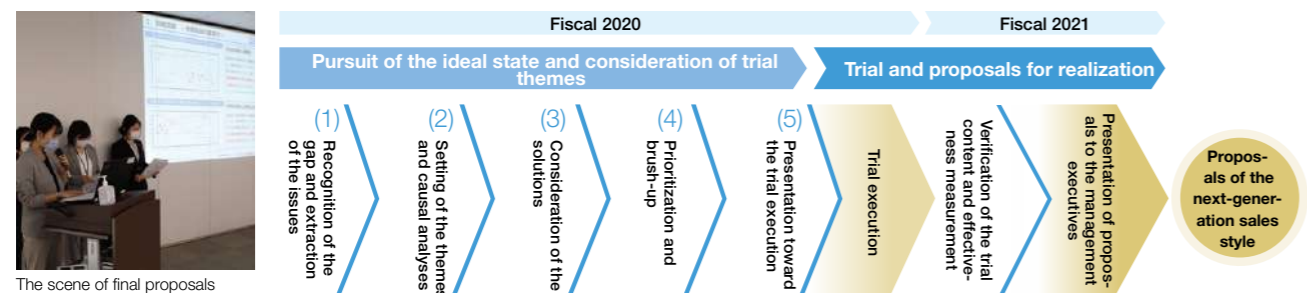 Fiscal 2020
Fiscal 2021
Pursuit of the ideal state and consideration of trial
themes
Trial and proposals for realization
(1)
Recognition of the
gap and extraction
of the issues
(2)
Setting of the themes
and causal analyses
(3)
Consideration of the
solutions
(4)
Prioritization and
brush-up
(5)
Presentation toward
the trial execution
Trial execution
Verification of the trial
content and effective-
ness measurement
Presentation of propos-
als to the management
executives
Propos-
als of the
next-gener-
ation sales
style
The scene of final proposals